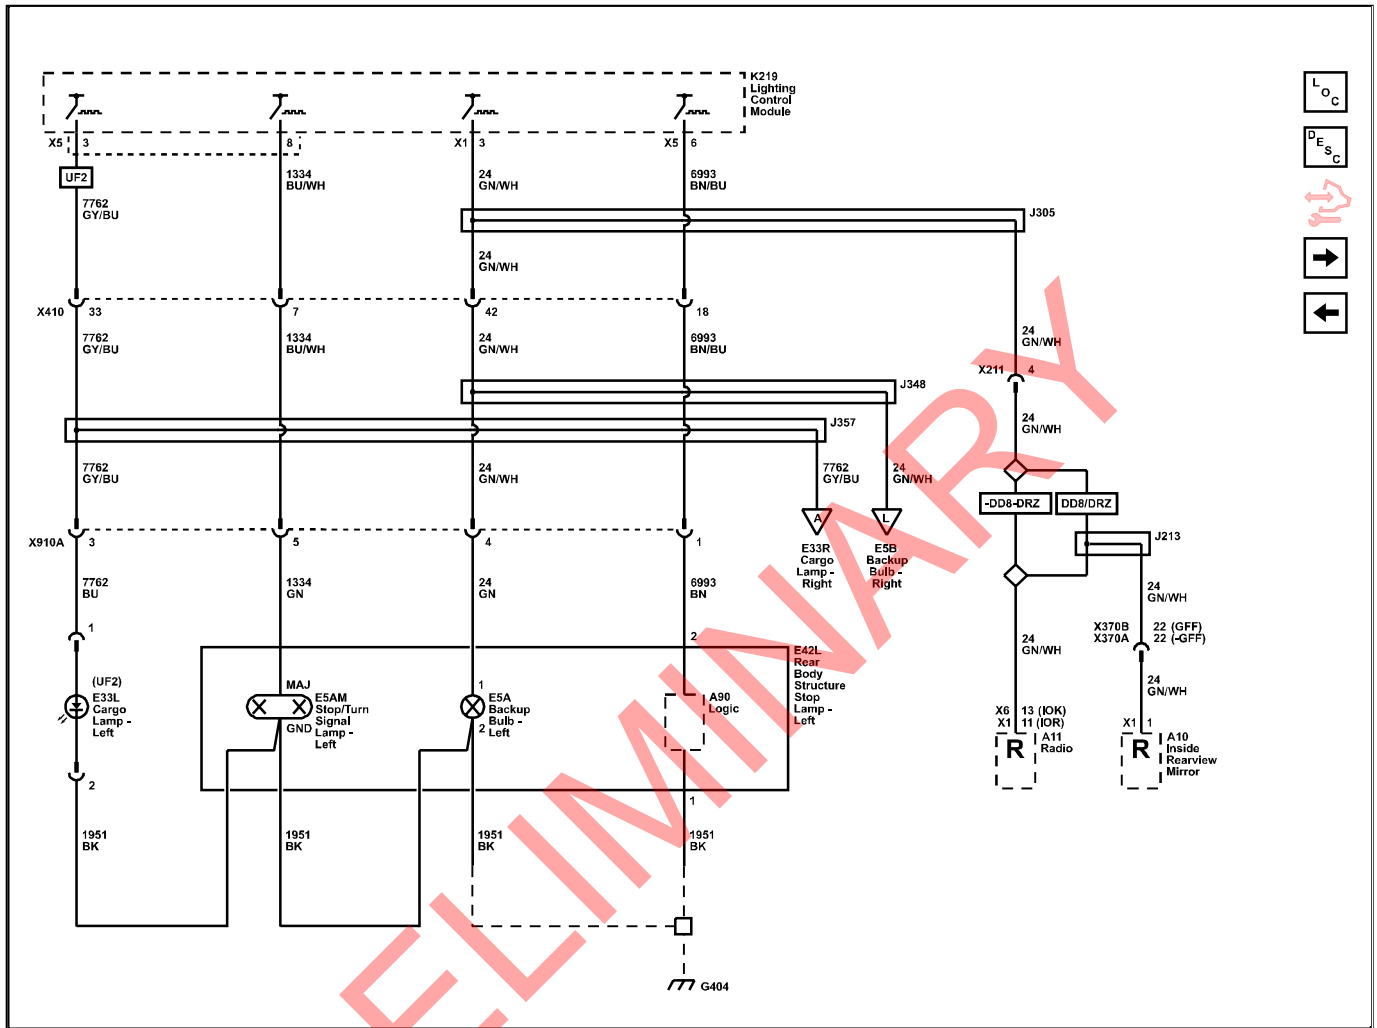 K219
Lighting
Control
Module
X5 3
8
X1 3
X5 6
UF2
7762
GY/BU
1334
BU/WH
24
GN/WH
6993
BN/BU
J305
24
GN/WH
X410 33
7
42
18
7762
GY/BU
1334
BU/WH
24
GN/WH
6993
BN/BU
24
GN/WH
X211 4
J348
J357
24
GN/WH
7762
GY/BU
24
GN/WH
7762
GY/BU
24
GN/WH
-DD8-DRZ
DD8/DRZ
A
L
X910A 3
5
4
1
E33R
Cargo
Lamp -
Right
E5B
Backup
Bulb -
Right
J213
7762
BU
1334
GN
24
GN
6993
BN
24
GN/WH
1
2
24
GN/WH
X370B 22 (GFF)
X370A 22 (-GFF)
E42L
Rear
Body
Structure
Stop
Lamp -
Left
(UF2)
E33L
Cargo
Lamp -
Left
MAJ
E5AM
Stop/Turn
Signal
Lamp -
Left
GND
1
E5A
Backup
Bulb -
Left
2
A90
Logic
24
GN/WH
X6 13 (IOK)
X1 11 (IOR)
R
A11
Radio
X1 1
R
A10
Inside
Rearview
Mirror
2
1
1951
BK
1951
BK
1951
BK
1951
BK
G404
LOC
DESC
ELIMINARY